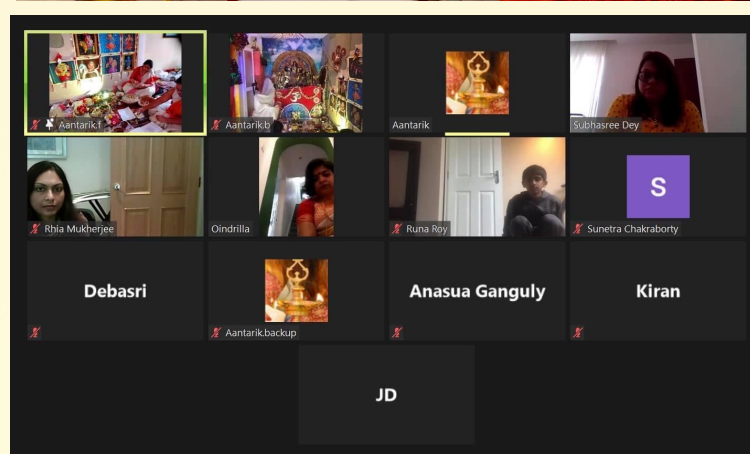 Aantarik.f
Aantarik.b
Aantarik
Subhasree Dey
Rhia Mukherjee
Oindrilla
Runa Roy
S
Sunetra Chakraborty
Debasri
Aantarik.backup
Anasua Ganguly
Kiran
JD